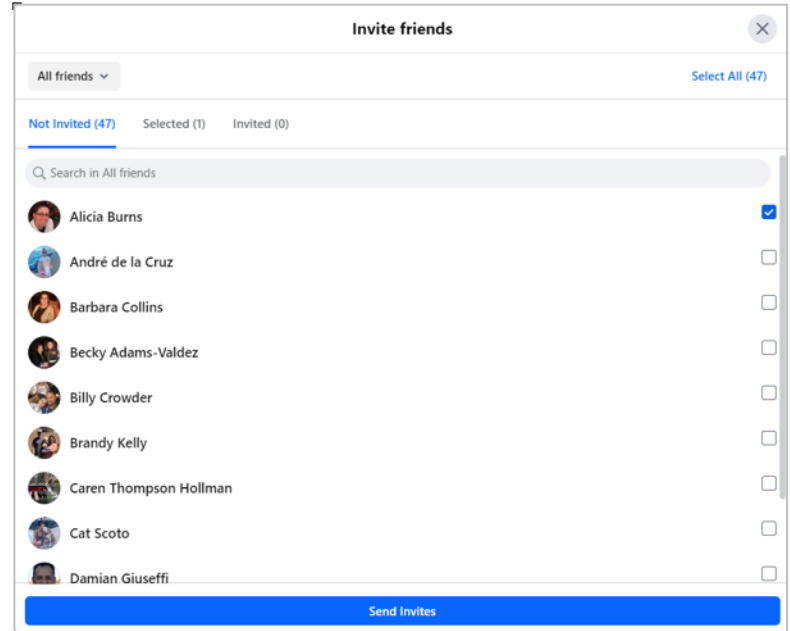 Invite friends
All friends
Select All (47)
Not Invited (47) Selected (1) Invited (0)
Search in All friends
Alicia Burns
André de la Cruz
Barbara Collins
Becky Adams-Valdez
Billy Crowder
Brandy Kelly
Caren Thompson Hollman
Cat Scoto
Damian Giuseffi
Send Invites